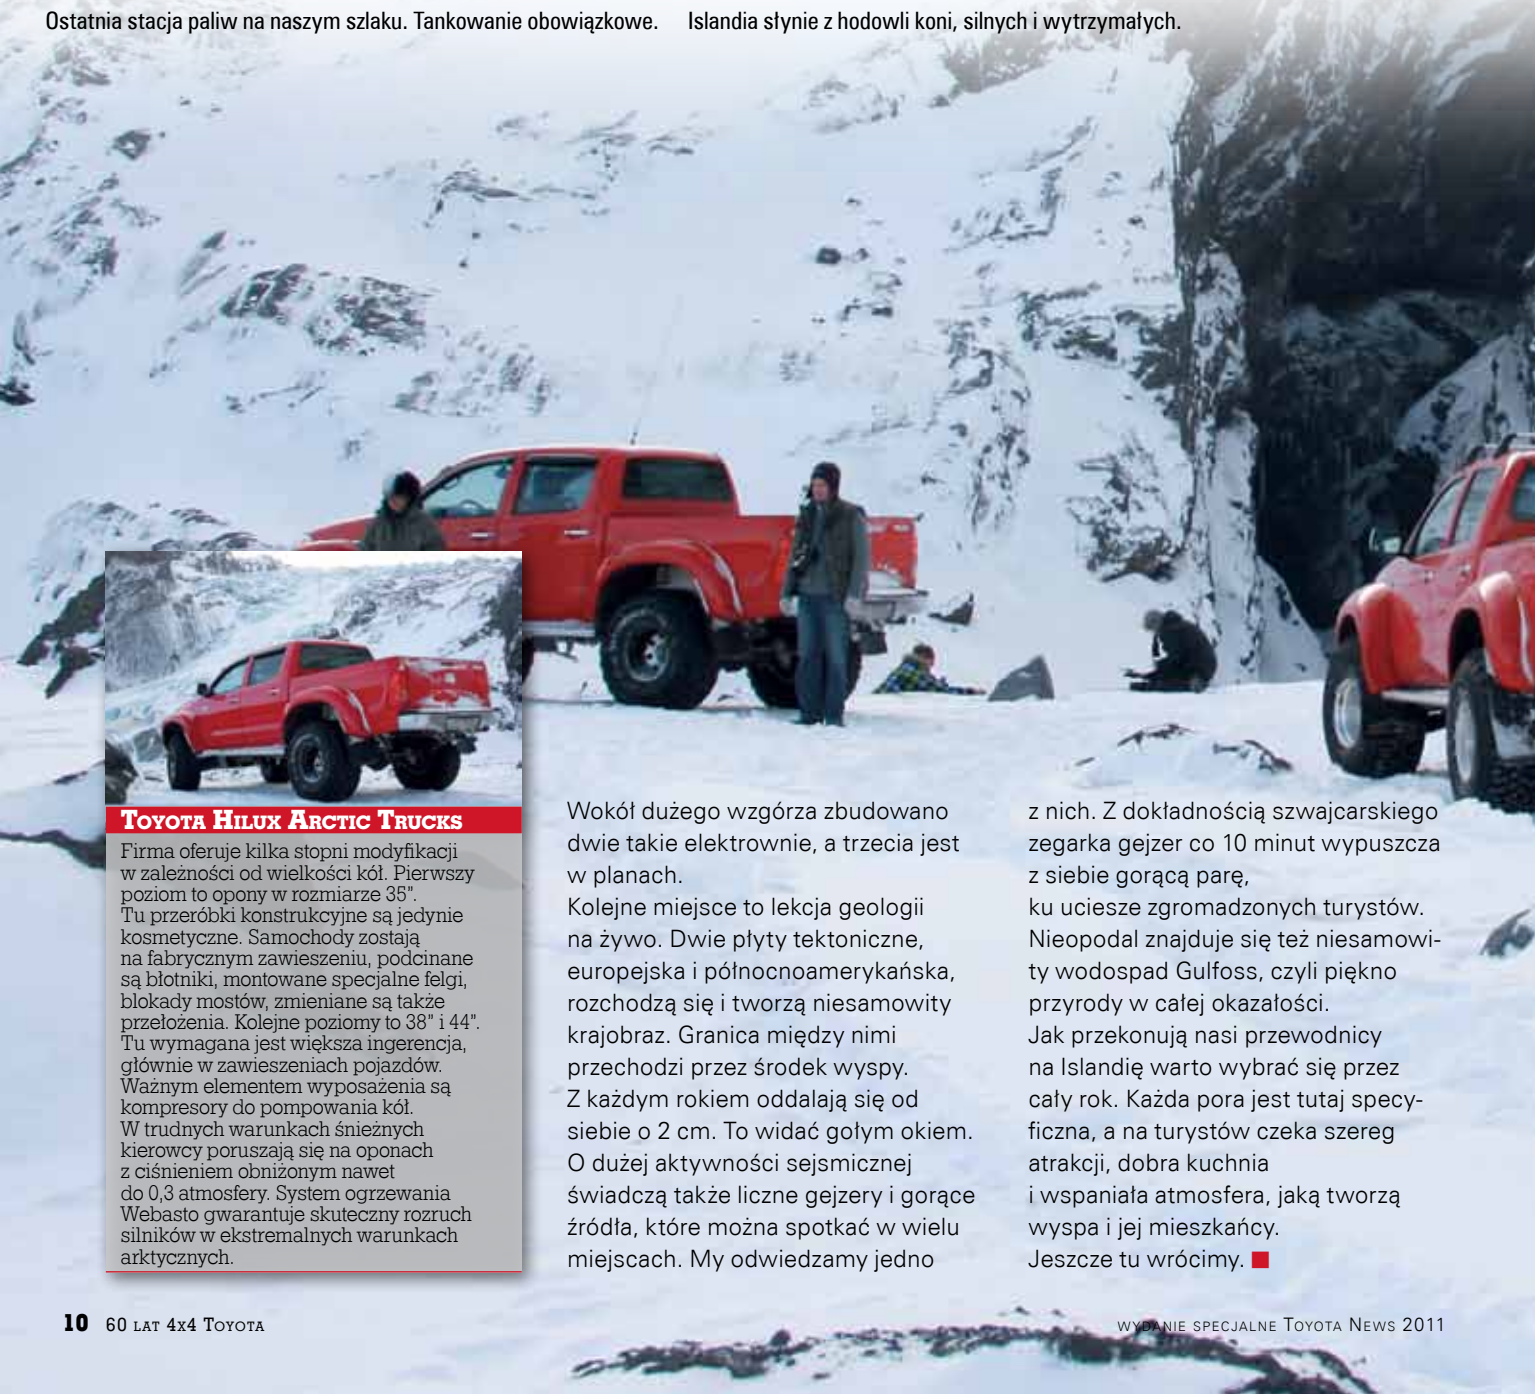 Ostatnia stacja paliw na naszym szlaku. Tankowanie obowiązkowe.
Islandia słynie z hodowli koni, silnych i wytrzymałych.
Toyota Hilux Arctic Trucks
Firma oferuje kilka stopni modyfikacji
w zależności od wielkości kół. Pierwszy
poziom to opony w rozmiarze 35”.
Tu przeróbki konstrukcyjne są jedynie
kosmetyczne. Samochody zostają
na fabrycznym zawieszeniu, podcinane
są błotniki, montowane specjalne felgi,
blokady mostów, zmieniane są także
przełożenia. Kolejne poziomy to 38” i 44”.
Tu wymagana jest większa ingerencja,
głównie w zawieszeniach pojazdów.
Ważnym elementem wyposażenia są
kompresory do pompowania kół.
W trudnych warunkach śnieżnych
kierowcy poruszają się na oponach
z ciśnieniem obniżonym nawet
do 0,3 atmosfery. System ogrzewania
Webasto gwarantuje skuteczny rozruch
silników w ekstremalnych warunkach
arktycznych.
Wokół dużego wzgórza zbudowano
dwie takie elektrownie, a trzecia jest
w planach.
Kolejne miejsce to lekcja geologii
na żywo. Dwie płyty tektoniczne,
europejska i północnoamerykańska,
rozchodzą się i tworzą niesamowity
krajobraz. Granica między nimi
przechodzi przez środek wyspy.
Z każdym rokiem oddalają się od
siebie o 2 cm. To widać gołym okiem.
O dużej aktywności sejsmicznej
świadczą także liczne gejzery i gorące
źródła, które można spotkać w wielu
miejscach. My odwiedzamy jedno
z nich. Z dokładnością szwajcarskiego
zegarka gejzer co 10 minut wypuszcza
z siebie gorącą parę,
ku uciesze zgromadzonych turystów.
Nieopodal znajduje się też niesamowi-
ty wodospad Gulfoss, czyli piękno
przyrody w całej okazałości.
Jak przekonują nasi przewodnicy
na Islandię warto wybrać się przez
cały rok. Każda pora jest tutaj specy-
ficzna, a na turystów czeka szereg
atrakcji, dobra kuchnia
i wspaniała atmosfera, jaką tworzą
wyspa i jej mieszkańcy.
Jeszcze tu wrócimy.
10 60 lat 4x4 Toyota
wydanie specjalne Toyota News 2011